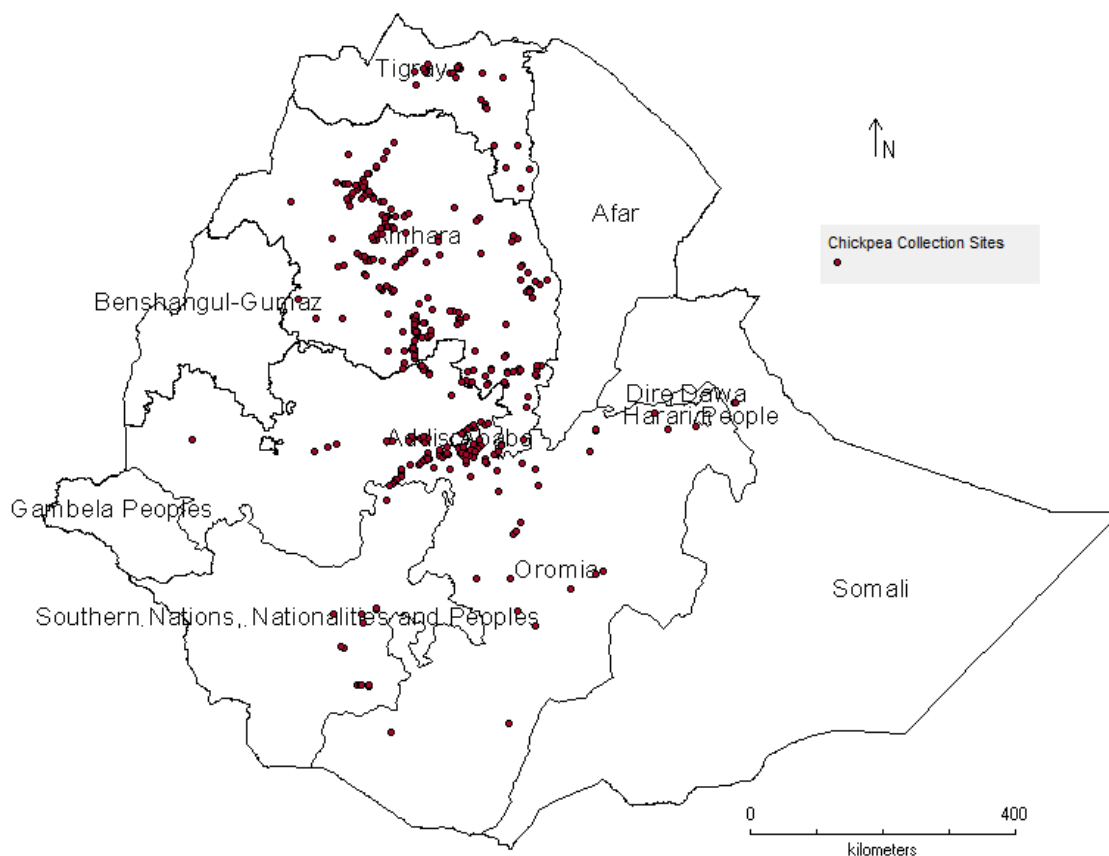 Tigray
N
Afar
Chickpea Collection Sites
Amhara
Benshangul-Gumaz
Dire Dawa
Harari People
Addis Ababa
Gambela Peoples
Oromia
Somali
Southern Nations, Nationalities and Peoples
0 400
kilometers